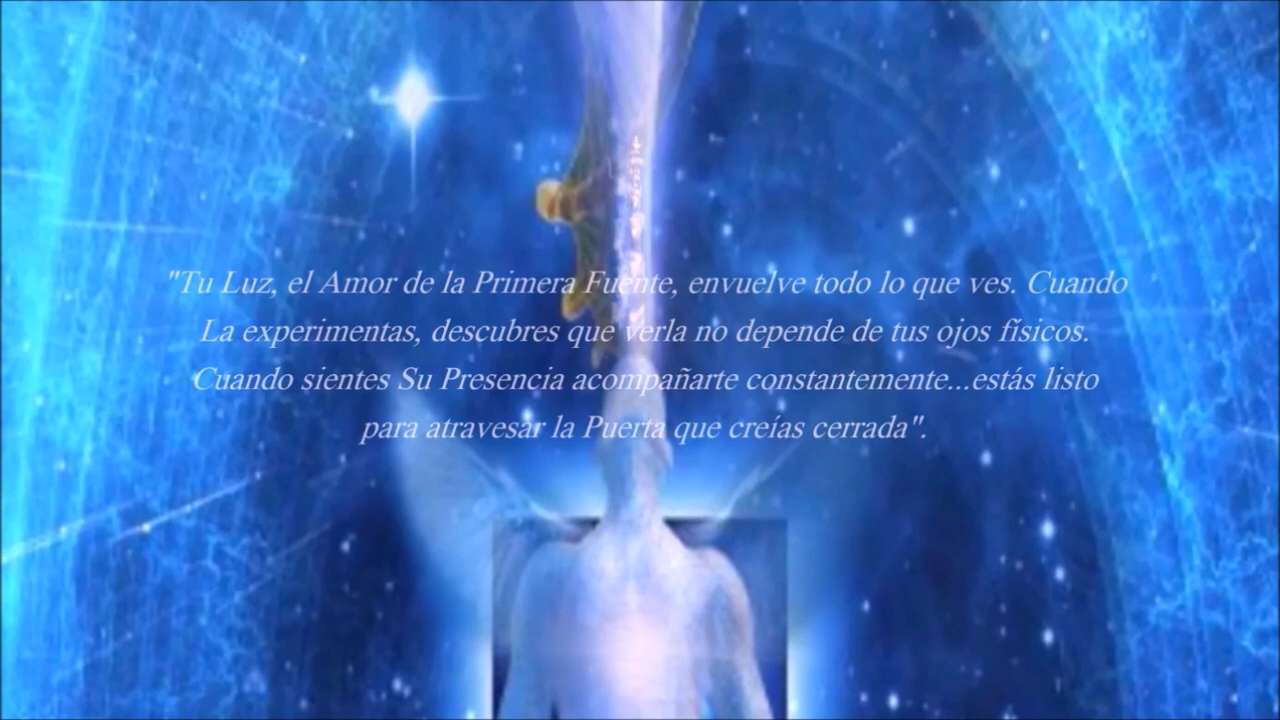 "Tu Luz, el Amor de la Primera Fuente, envuelve todo lo que ves. Cuando
La experimentas, descubres que verla no depende de tus ojos físicos.
Cuando sientes Su Presencia acompañarte constantemente...estás listo
para atravesar la Puerta que creías cerrada".